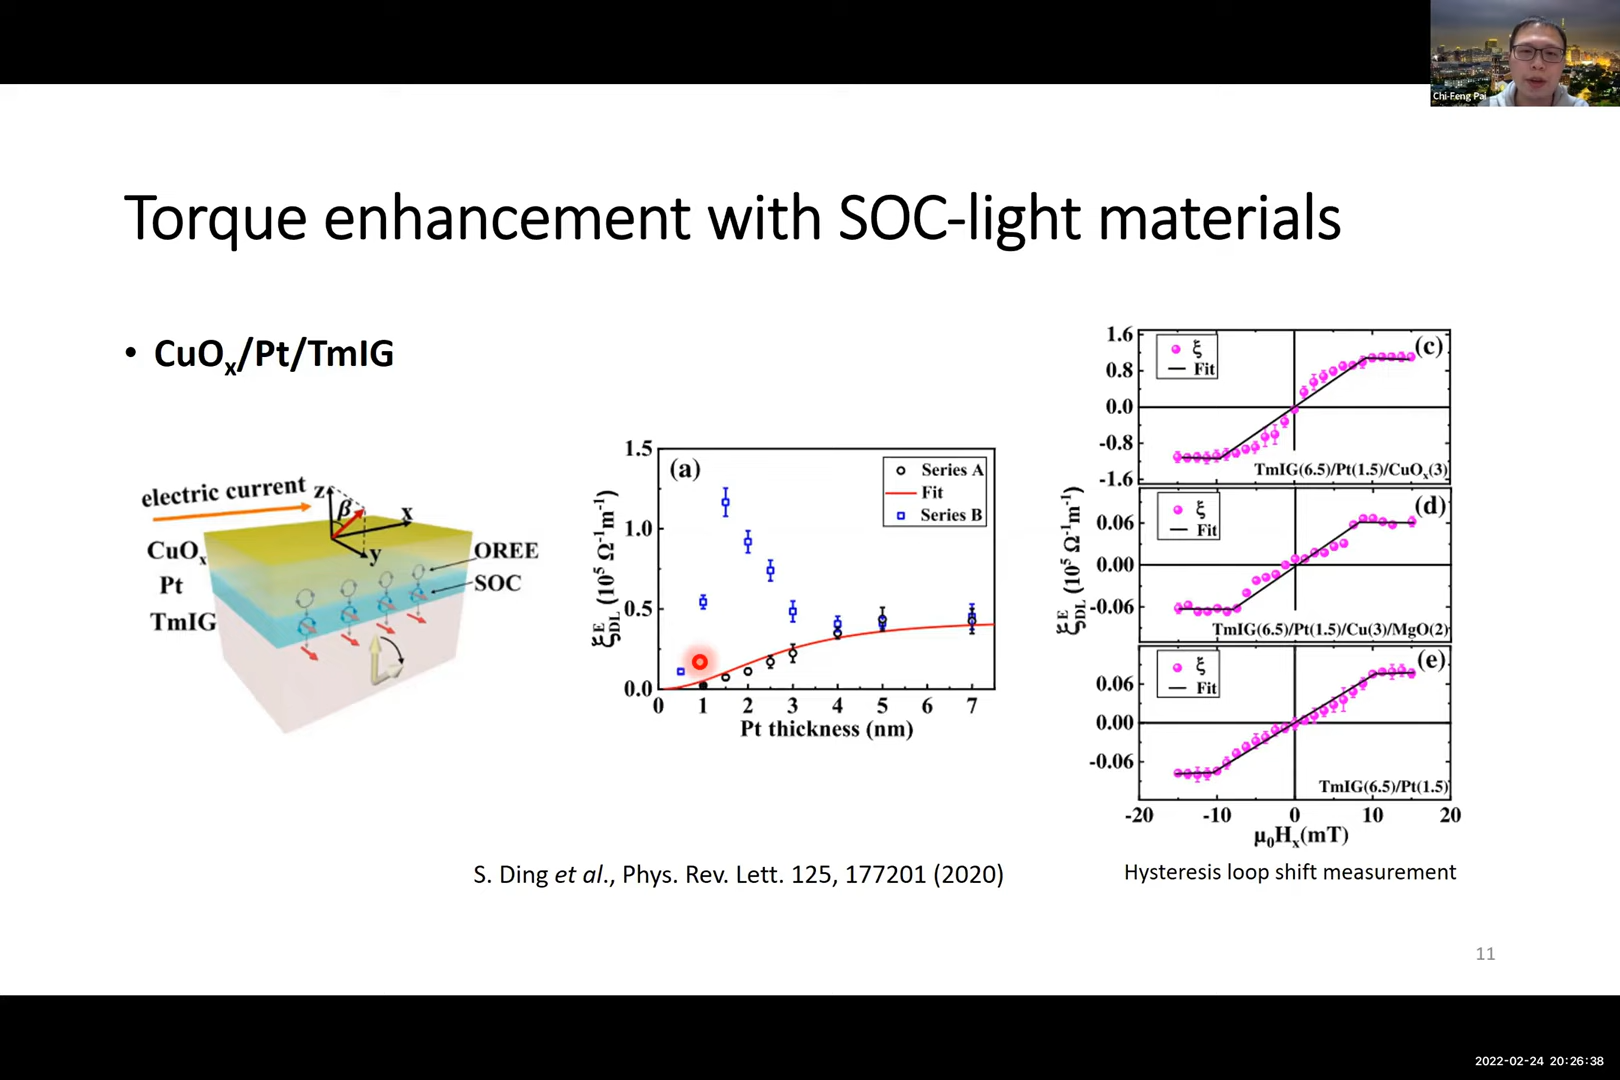 Chi-Feng Pai
Torque enhancement with SOC-light materials
• CuOx/Pt/TmIG
electric current
z
β
x
y
CuOx
Pt
TmIG
OREE
SOC
(a)
Series A
Fit
Series B
ξ^E_DL (10^5 Ω^-1m^-1)
1.5
1.0
0.5
0.0
0 1 2 3 4 5 6 7
Pt thickness (nm)
ξ^E_DL (10^5 Ω^-1m^-1)
(c)
ξ
Fit
1.6
0.8
0.0
-0.8
-1.6
TmIG(6.5)/Pt(1.5)/CuOx(3)
(d)
ξ
Fit
0.06
0.00
-0.06
TmIG(6.5)/Pt(1.5)/Cu(3)/MgO(2)
(e)
ξ
Fit
0.06
0.00
-0.06
TmIG(6.5)/Pt(1.5)
-20 -10 0 10 20
μ0Hx(mT)
S. Ding et al., Phys. Rev. Lett. 125, 177201 (2020)
Hysteresis loop shift measurement
11
2022-02-24 20:26:38